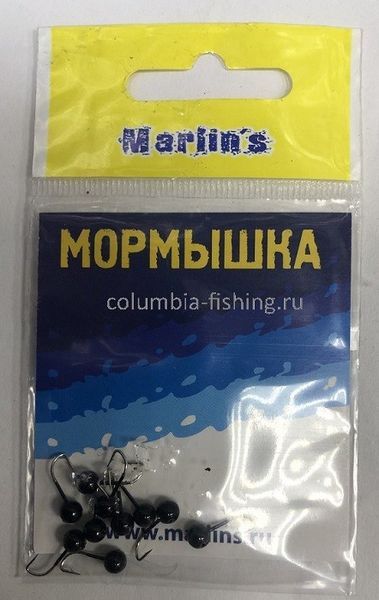 Marlin's
МОРМЫШКА
columbia-fishing.ru
www.marlins.ru